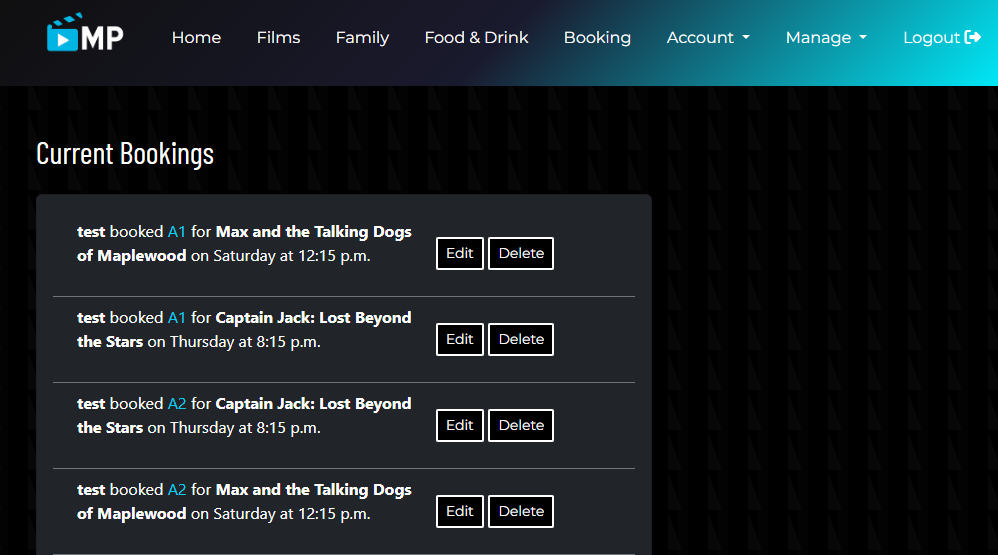 MP
Home Films Family Food & Drink Booking Account Manage Logout
Current Bookings
test booked A1 for Max and the Talking Dogs
of Maplewood on Saturday at 12:15 p.m.
Edit Delete
test booked A1 for Captain Jack: Lost Beyond
the Stars on Thursday at 8:15 p.m.
Edit Delete
test booked A2 for Captain Jack: Lost Beyond
the Stars on Thursday at 8:15 p.m.
Edit Delete
test booked A2 for Max and the Talking Dogs
of Maplewood on Saturday at 12:15 p.m.
Edit Delete